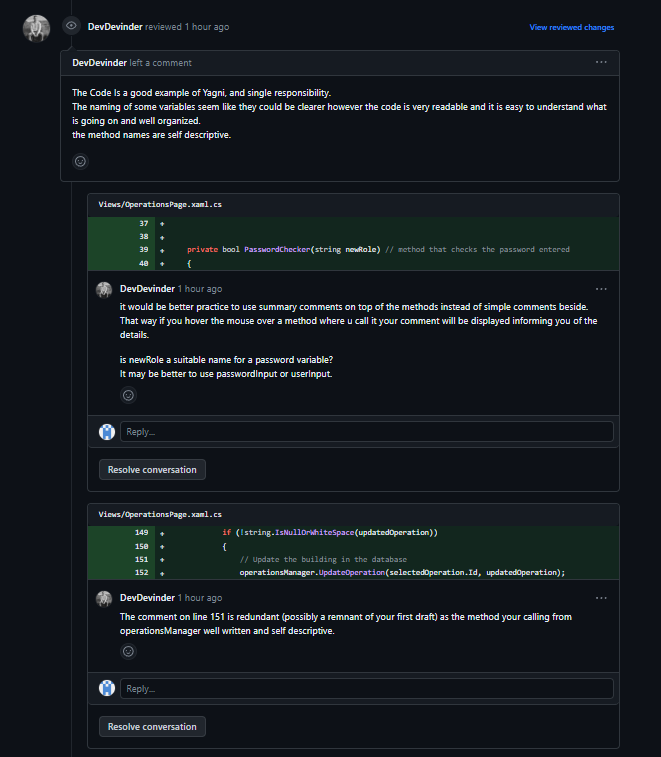 DevDevinder reviewed 1 hour ago
View reviewed changes
DevDevinder left a comment
...
The Code Is a good example of Yagni, and single responsibility.
The naming of some variables seem like they could be clearer however the code is very readable and it is easy to understand what
is going on and well organized.
the method names are self descriptive.
Views/OperationsPage.xaml.cs
37 +
38 +
39 + private bool PasswordChecker(string newRole) // method that checks the password entered
40 + {
DevDevinder 1 hour ago
...
it would be better practice to use summary comments on top of the methods instead of simple comments beside.
That way if you hover the mouse over a method where u call it your comment will be displayed informing you of the
details.
is newRole a suitable name for a password variable?
It may be better to use passwordInput or userInput.
Reply...
Resolve conversation
Views/OperationsPage.xaml.cs
149 + if (!string.IsNullOrWhiteSpace(updatedOperation))
150 + {
151 + // Update the building in the database
152 + operationsManager.UpdateOperation(selectedOperation.Id, updatedOperation);
DevDevinder 1 hour ago
...
The comment on line 151 is redundant (possibly a remnant of your first draft) as the method your calling from
operationsManager well written and self descriptive.
Reply...
Resolve conversation